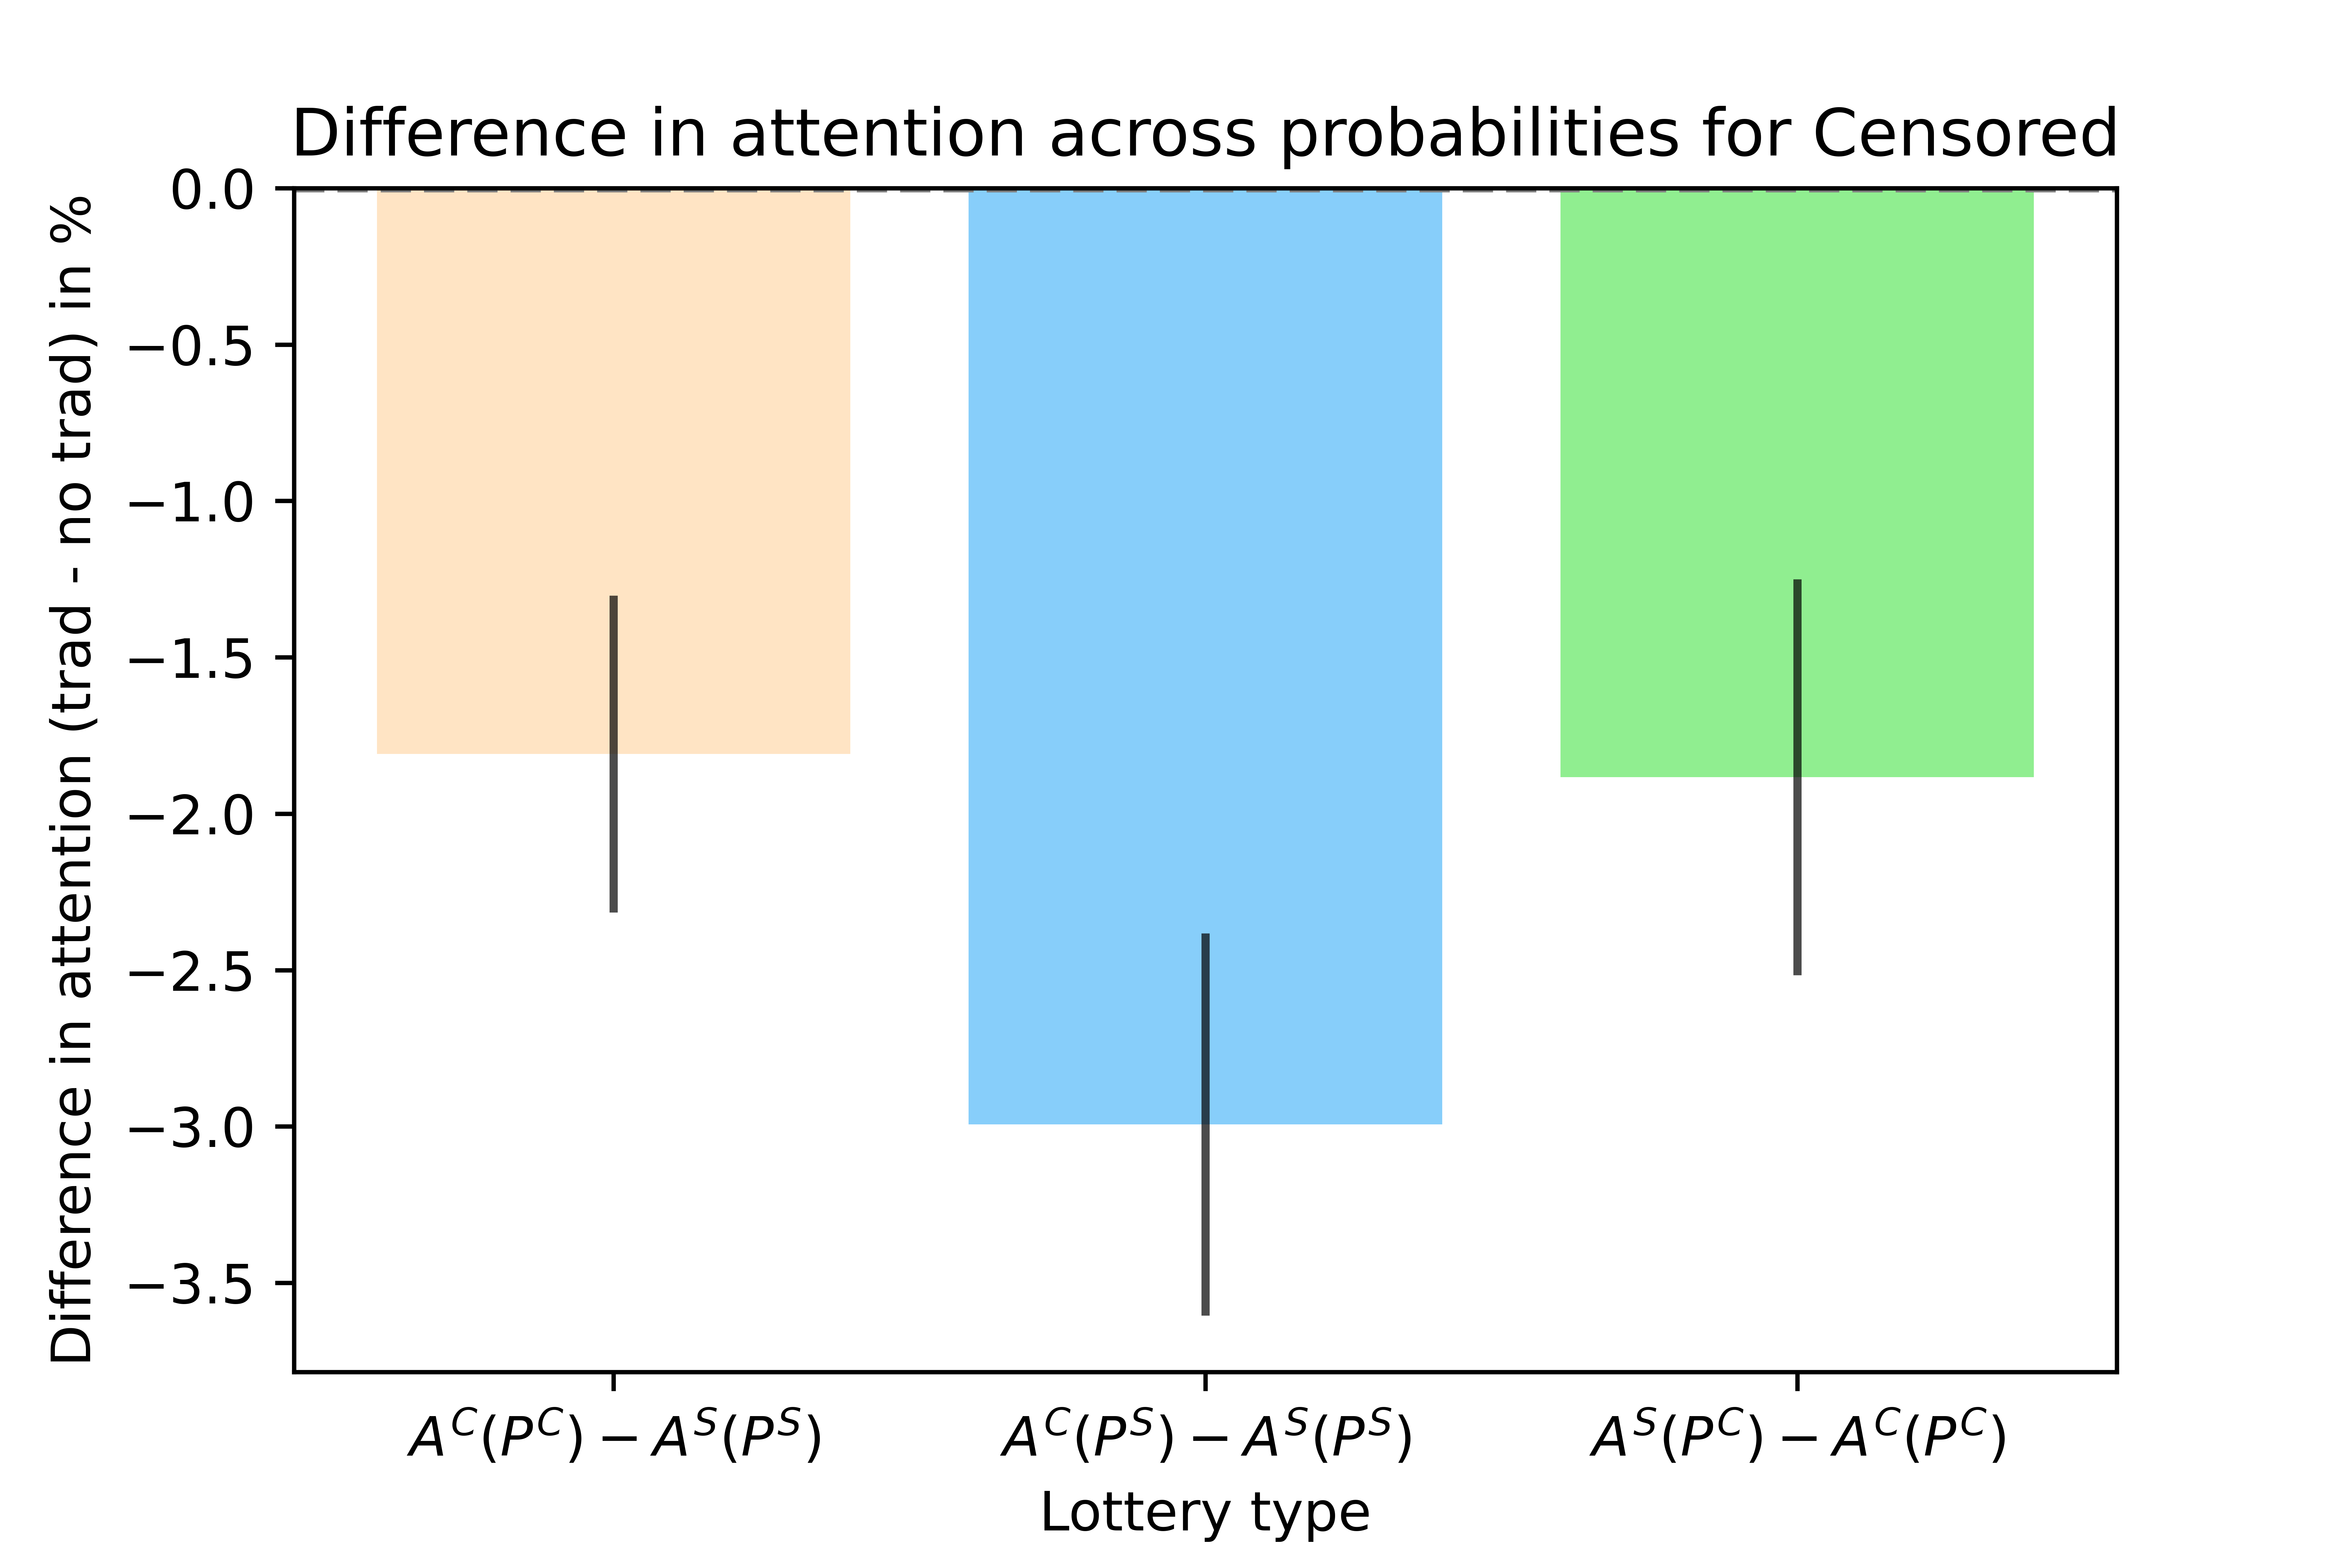 Difference in attention across probabilities for Censored
Difference in attention (trad - no trad) in %
0.0
−0.5
−1.0
−1.5
−2.0
−2.5
−3.0
−3.5
A^C(P^C) − A^S(P^S)
A^C(P^S) − A^S(P^S)
A^S(P^C) − A^C(P^C)
Lottery type